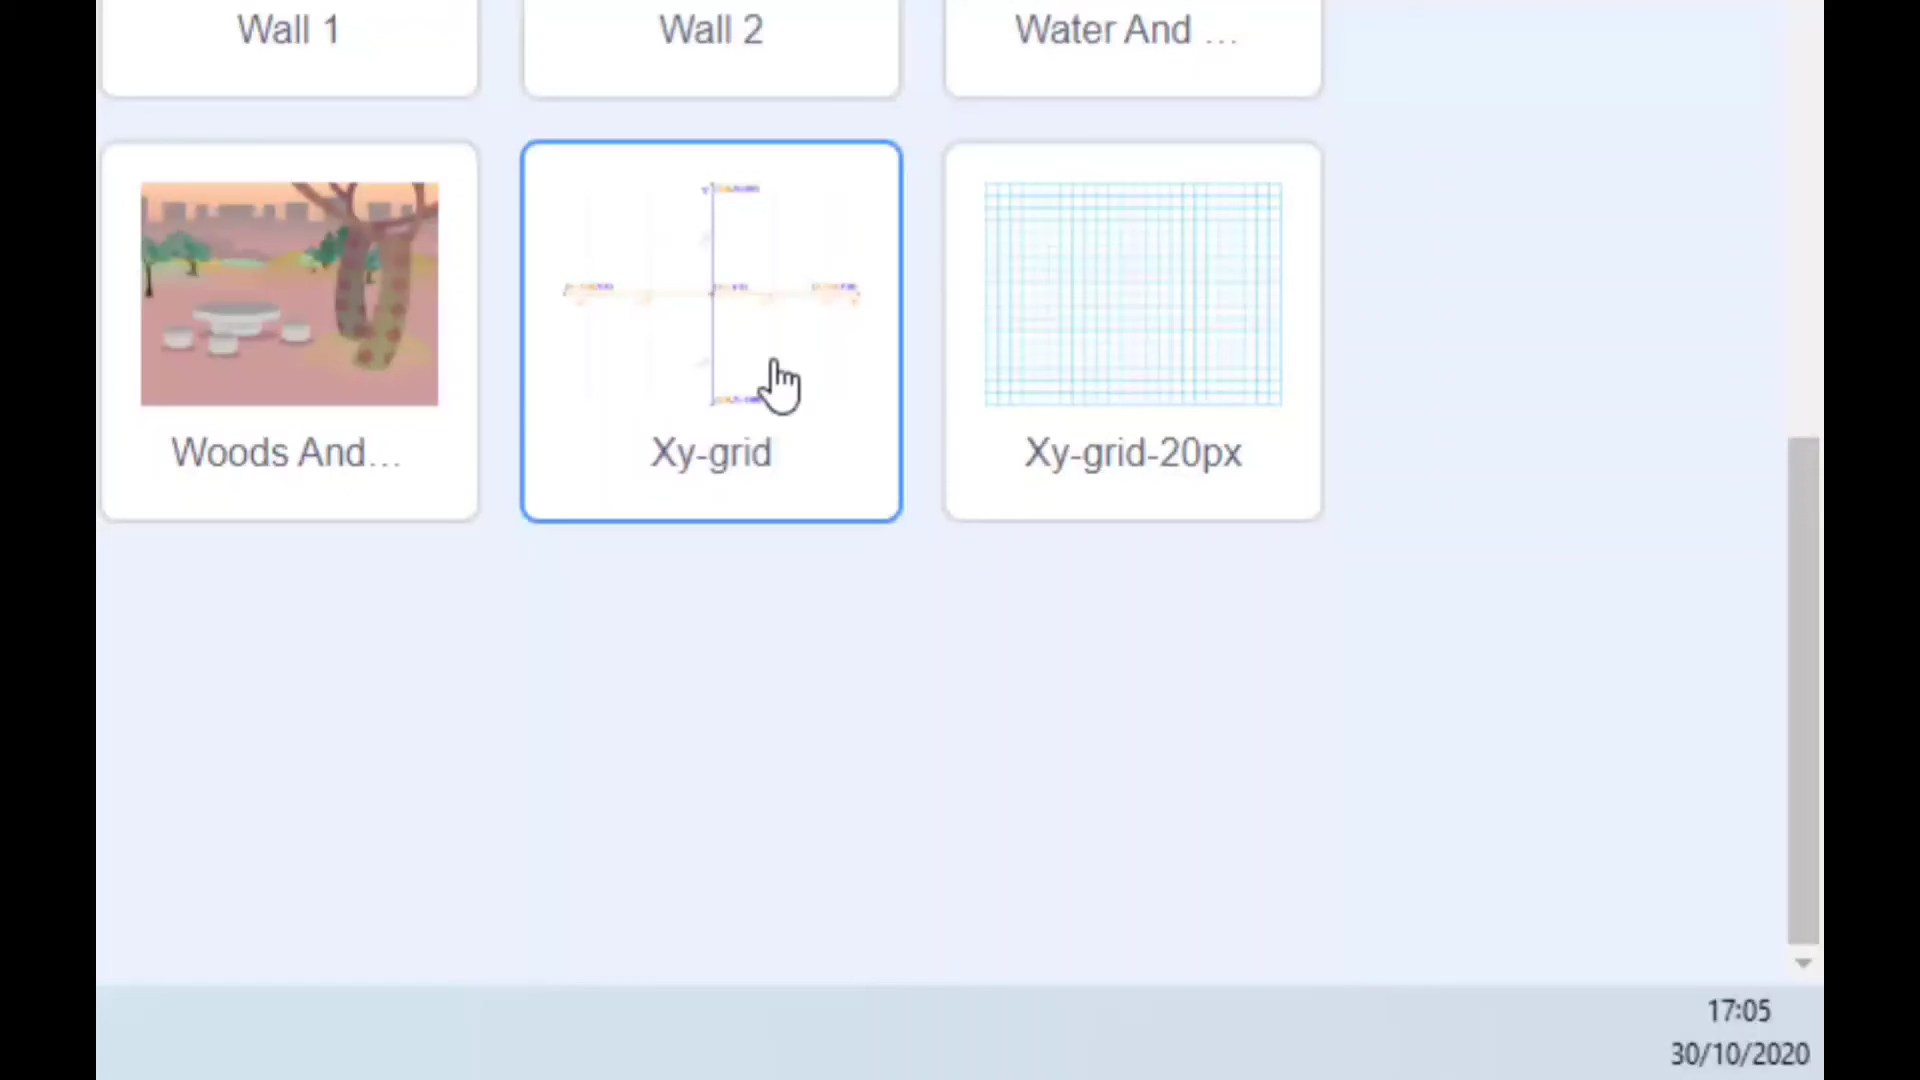 Wall 1
Wall 2
Water And ...
Woods And...
Xy-grid
Xy-grid-20px
17:05
30/10/2020